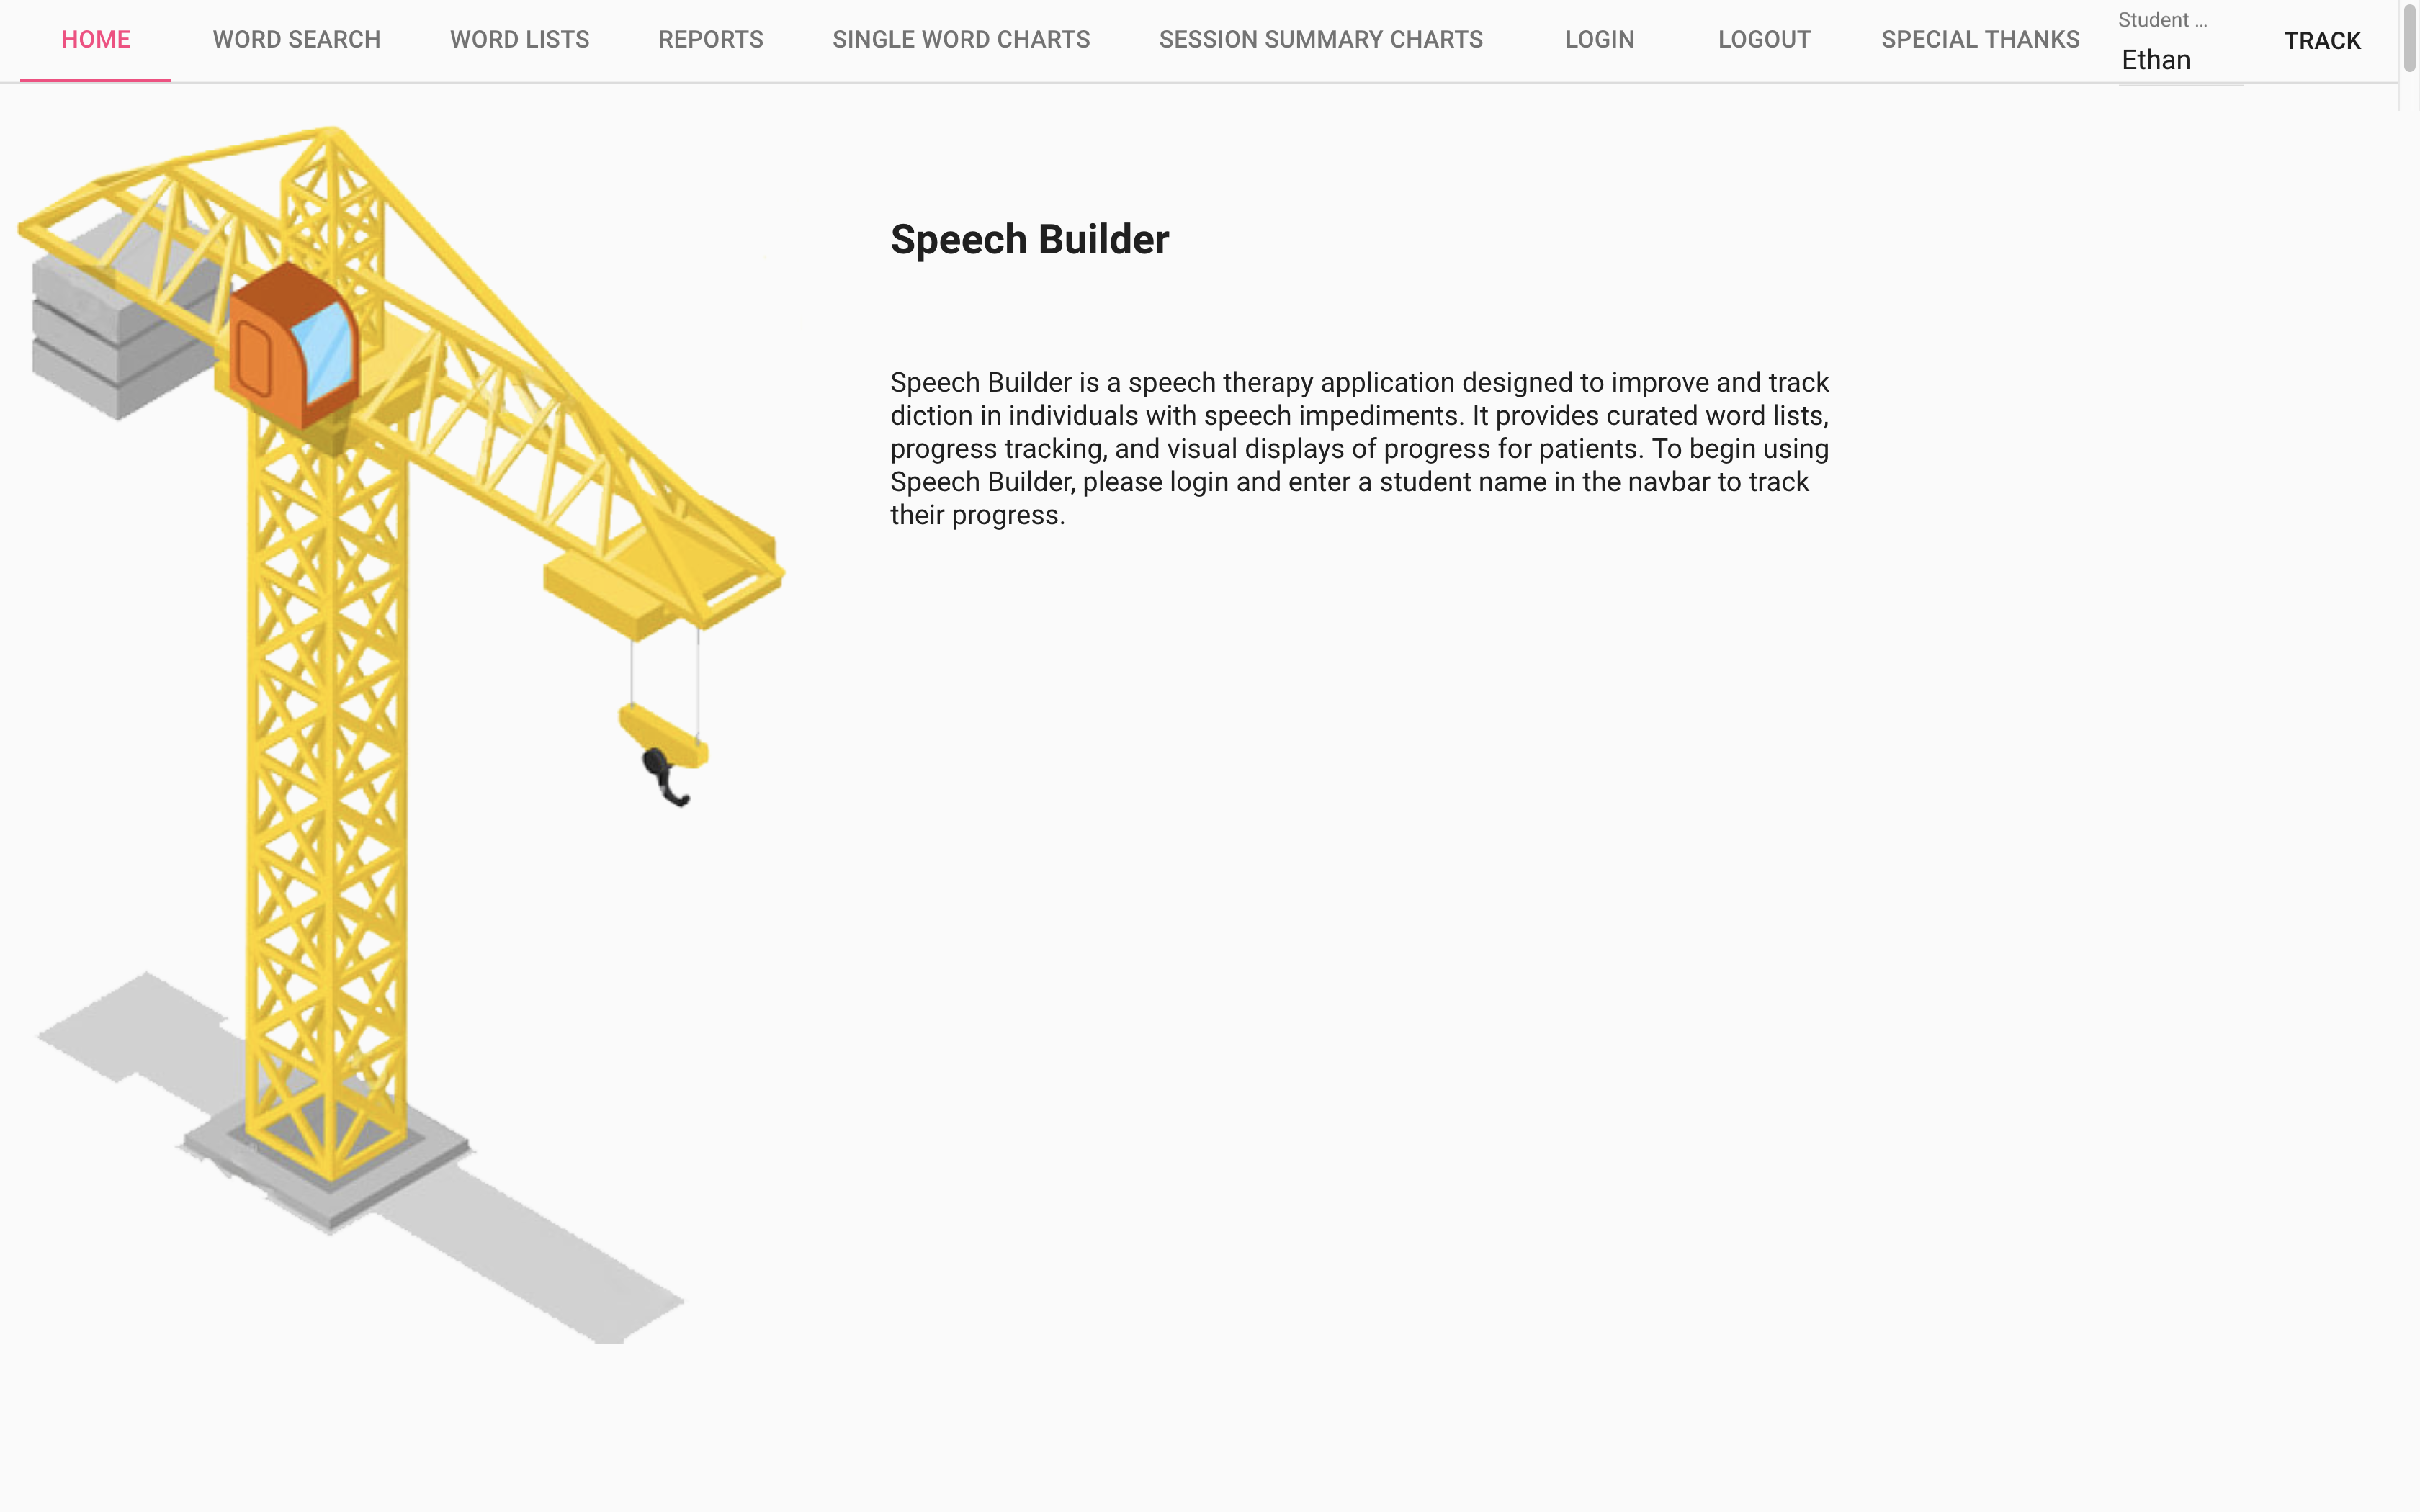 HOME WORD SEARCH WORD LISTS REPORTS SINGLE WORD CHARTS SESSION SUMMARY CHARTS LOGIN LOGOUT SPECIAL THANKS Student ... TRACK
Ethan
Speech Builder
Speech Builder is a speech therapy application designed to improve and track
diction in individuals with speech impediments. It provides curated word lists,
progress tracking, and visual displays of progress for patients. To begin using
Speech Builder, please login and enter a student name in the navbar to track
their progress.